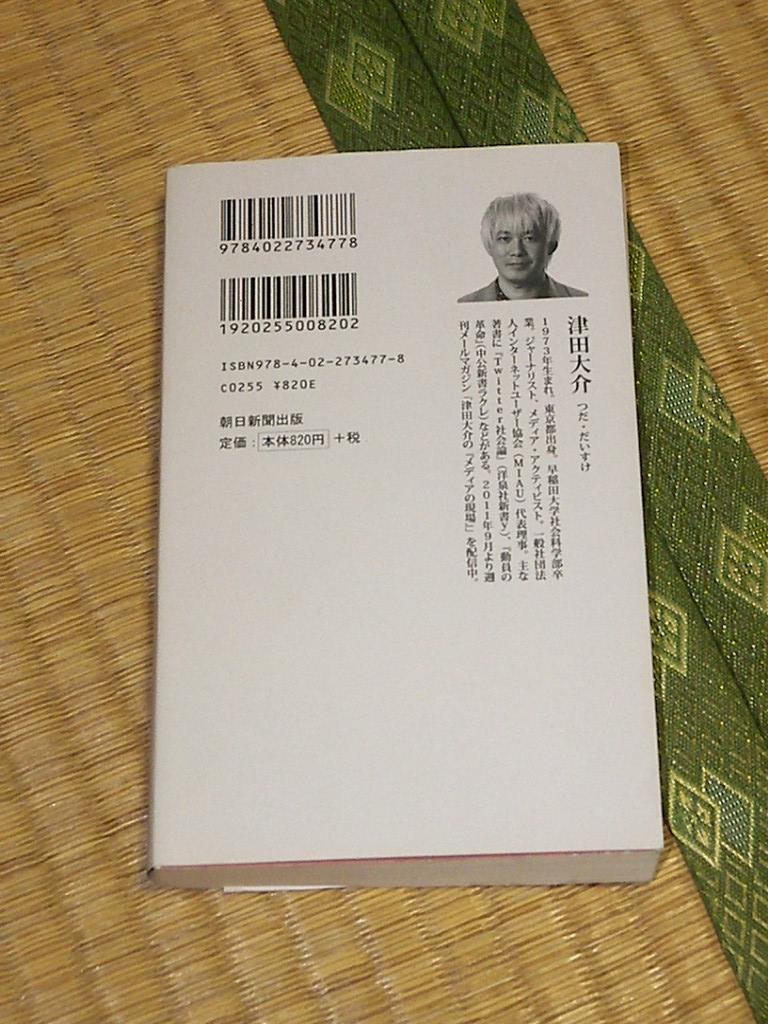 9784022734778
1920255008202
ISBN978-4-02-273477-8
C0255 ¥820E
朝日新聞出版
定価：本体820円＋税
津田大介 つだ・だいすけ
1973年生まれ。東京都出身。早稲田大学社会科学部卒
業。ジャーナリスト、メディア・アクティビスト。一般社団法
人インターネットユーザー協会（MIAU）代表理事。主な
著書に『Twitter社会論』（洋泉社新書y）、『動員の
革命』（中公新書ラクレ）などがある。2011年9月より週
刊メールマガジン「津田大介の『メディアの現場』」を配信中。